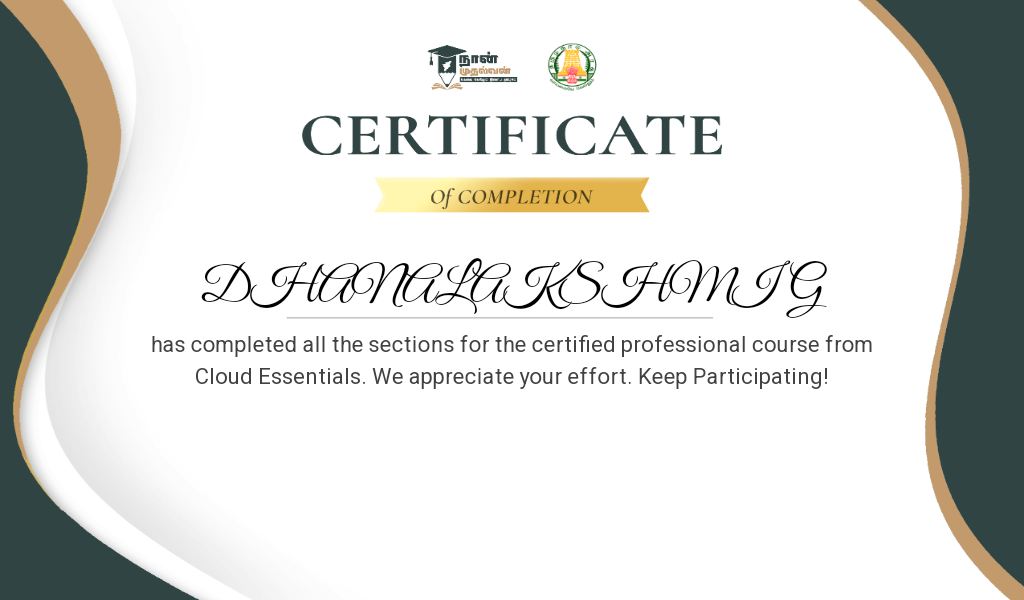 நான்
முதல்வன்
CERTIFICATE
Of COMPLETION
DHANALAKSHMI G
has completed all the sections for the certified professional course from
Cloud Essentials. We appreciate your effort. Keep Participating!